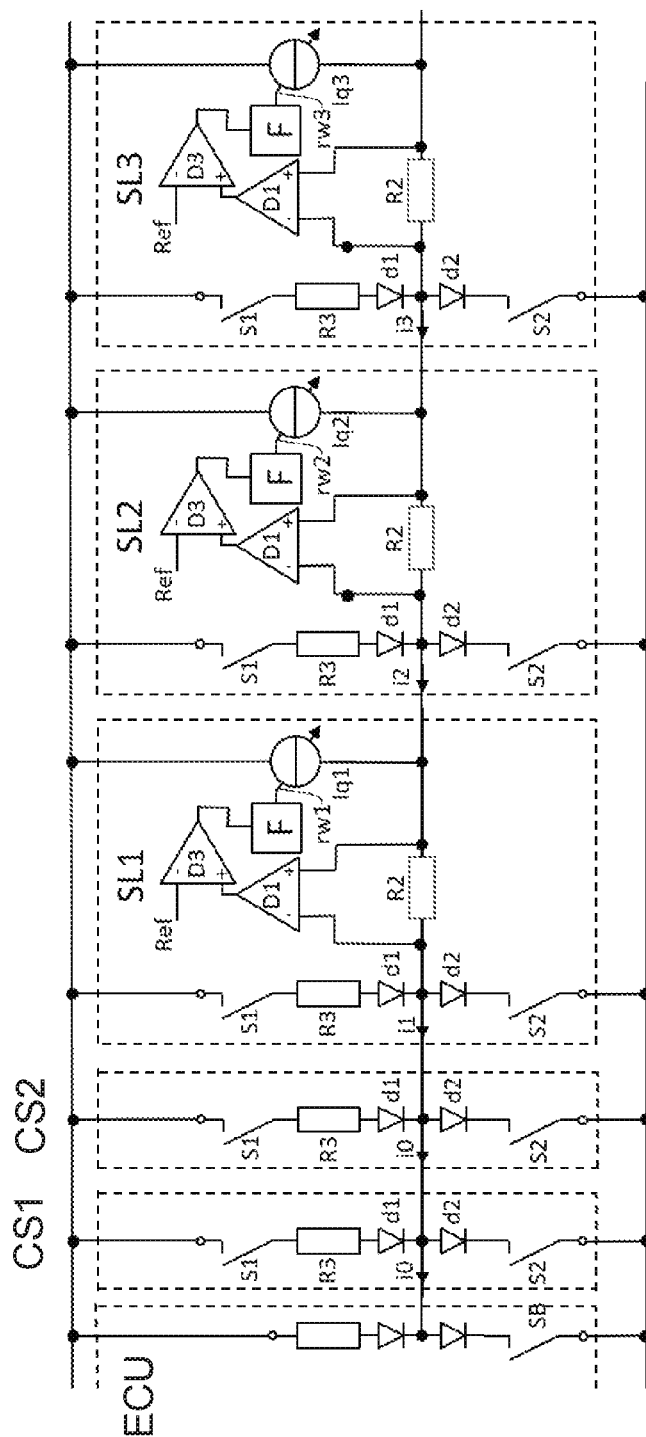 ECU
SB
CS1
S1
R3
d1
i0
d2
S2
CS2
S1
R3
d1
i0
d2
S2
SL1
Ref
D3
-
+
D1
-
+
F
rw1
Iq1
S1
R3
d1
i1
d2
S2
R2
SL2
Ref
D3
-
+
D1
-
+
F
rw2
Iq2
S1
R3
d1
i2
d2
S2
R2
SL3
Ref
D3
-
+
D1
-
+
F
rw3
Iq3
S1
R3
d1
i3
d2
S2
R2